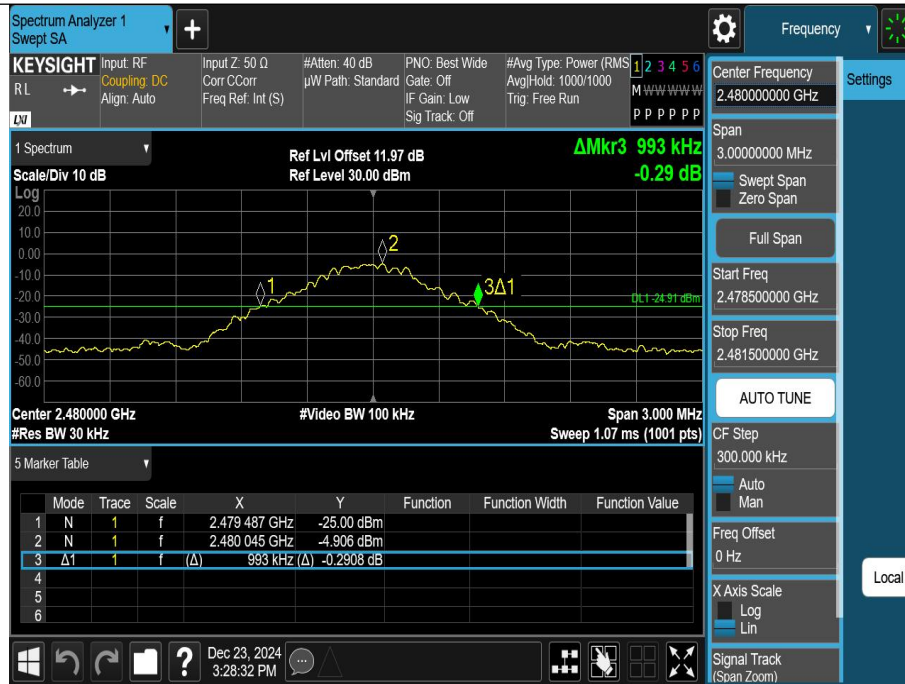 Spectrum Analyzer 1
Swept SA
+
Frequency
KEYSIGHT Input: RF Input Z: 50 Ω #Atten: 40 dB PNO: Best Wide #Avg Type: Power (RMS 1 2 3 4 5 6
RL Coupling: DC Corr CCorr µW Path: Standard Gate: Off Avg|Hold: 1000/1000 M W W W W W
Align: Auto Freq Ref: Int (S) IF Gain: Low Trig: Free Run
LXI Sig Track: Off P P P P P P
1 Spectrum
Scale/Div 10 dB
Ref Lvl Offset 11.97 dB
Ref Level 30.00 dBm
ΔMkr3 993 kHz
-0.29 dB
Log
20.0
10.0
0.00
-10.0
-20.0
-30.0
-40.0
-50.0
-60.0
1
2
3Δ1
DL1 -24.91 dBm
Center 2.480000 GHz #Video BW 100 kHz Span 3.000 MHz
#Res BW 30 kHz Sweep 1.07 ms (1001 pts)
5 Marker Table
Mode Trace Scale X Y Function Function Width Function Value
1 N 1 f 2.479 487 GHz -25.00 dBm
2 N 1 f 2.480 045 GHz -4.906 dBm
3 Δ1 1 f (Δ) 993 kHz (Δ) -0.2908 dB
4
5
6
?
Dec 23, 2024
3:28:32 PM
Center Frequency
2.480000000 GHz
Settings
Span
3.00000000 MHz
Swept Span
Zero Span
Full Span
Start Freq
2.478500000 GHz
Stop Freq
2.481500000 GHz
AUTO TUNE
CF Step
300.000 kHz
Auto
Man
Freq Offset
0 Hz
Local
X Axis Scale
Log
Lin
Signal Track
(Span Zoom)